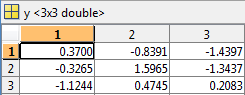 y <3x3 double>
1 2 3
1 0.3700 -0.8391 -1.4397
2 -0.3265 1.5965 -1.3437
3 -1.1244 0.4745 0.2083